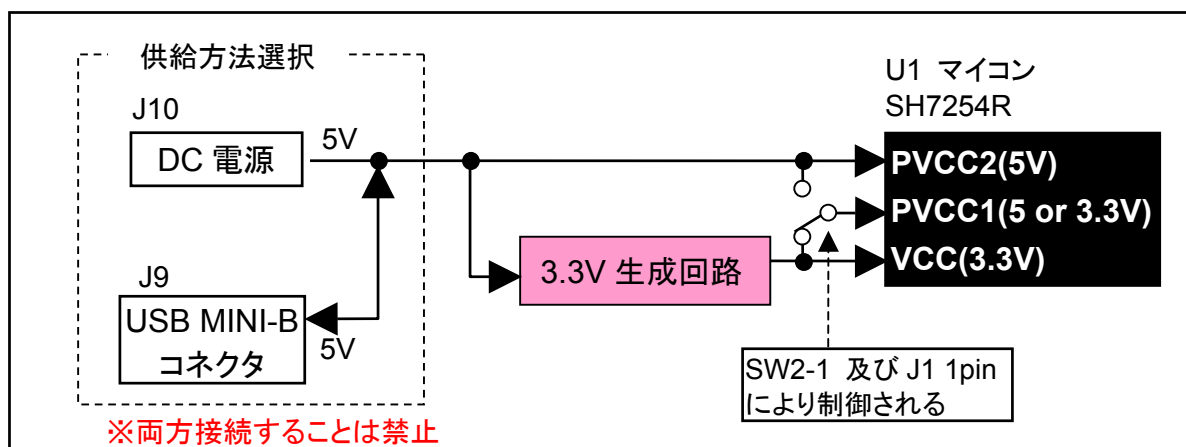 供給方法選択
J10
DC 電源
5V
J9
USB MINI-B
コネクタ
5V
※両方接続することは禁止
3.3V 生成回路
U1 マイコン
SH7254R
PVCC2(5V)
PVCC1(5 or 3.3V)
VCC(3.3V)
SW2-1 及び J1 1pin
により制御される